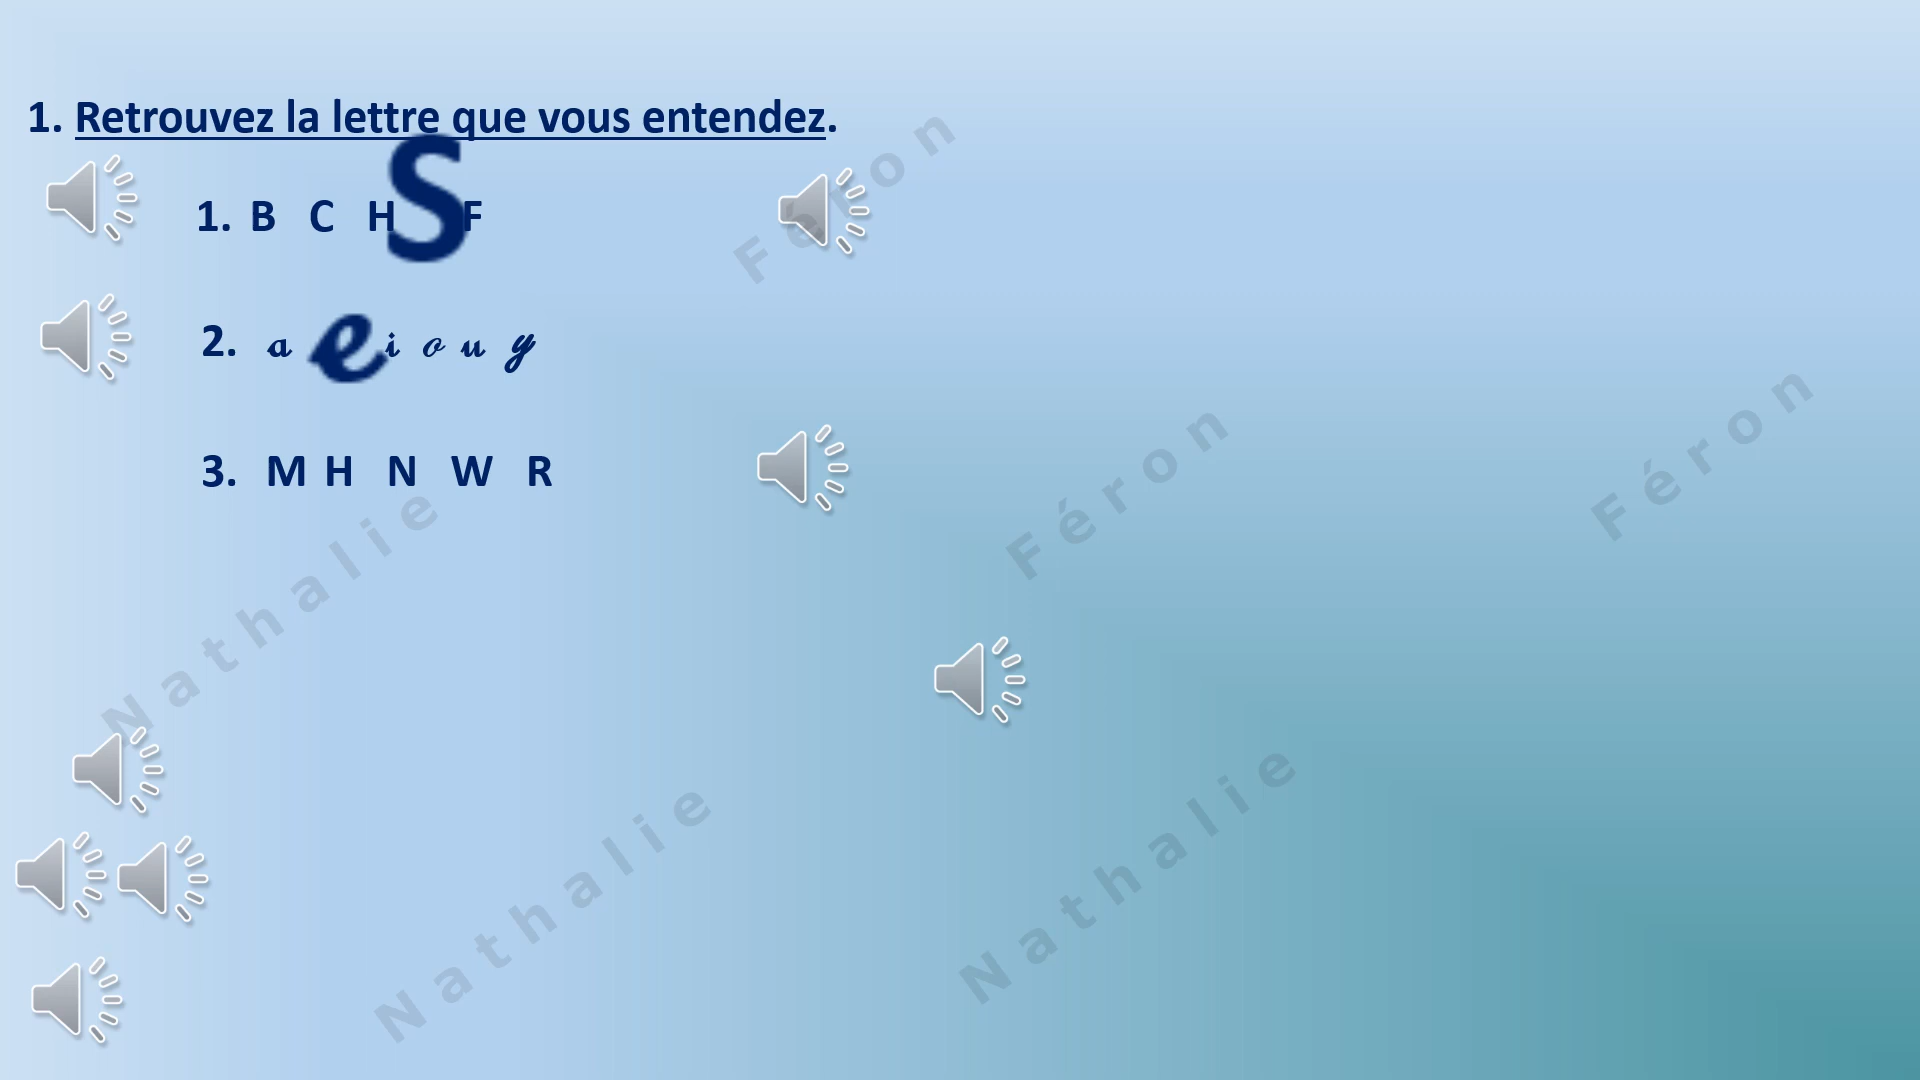 1. Retrouvez la lettre que vous entendez.
1. B C H S F
2. a e i o u y
3. M H N W R
Féron
Féron
Féron
Nathalie
Nathalie
Nathalie